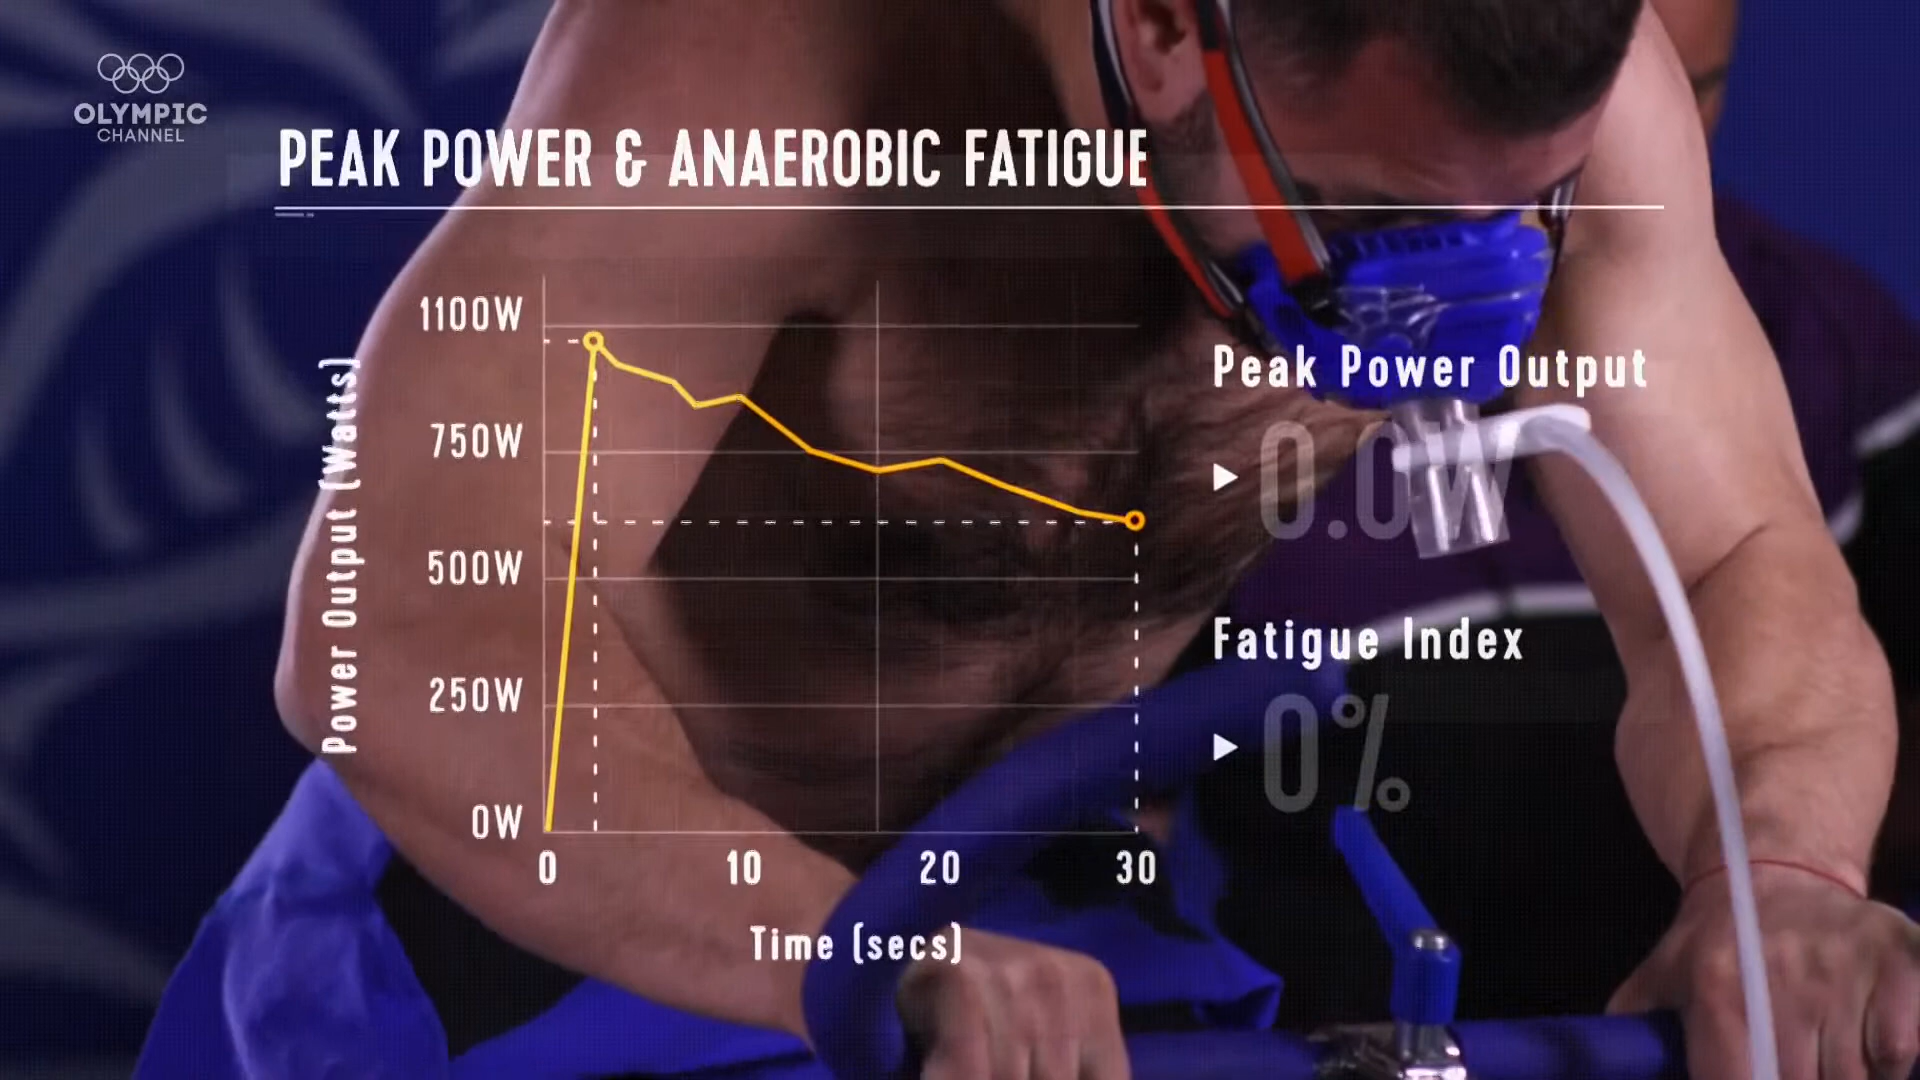 OLYMPIC
CHANNEL
PEAK POWER & ANAEROBIC FATIGUE
Power Output (Watts)
1100W
750W
500W
250W
0W
0
10
20
30
Time (secs)
Peak Power Output
0.0W
Fatigue Index
0%